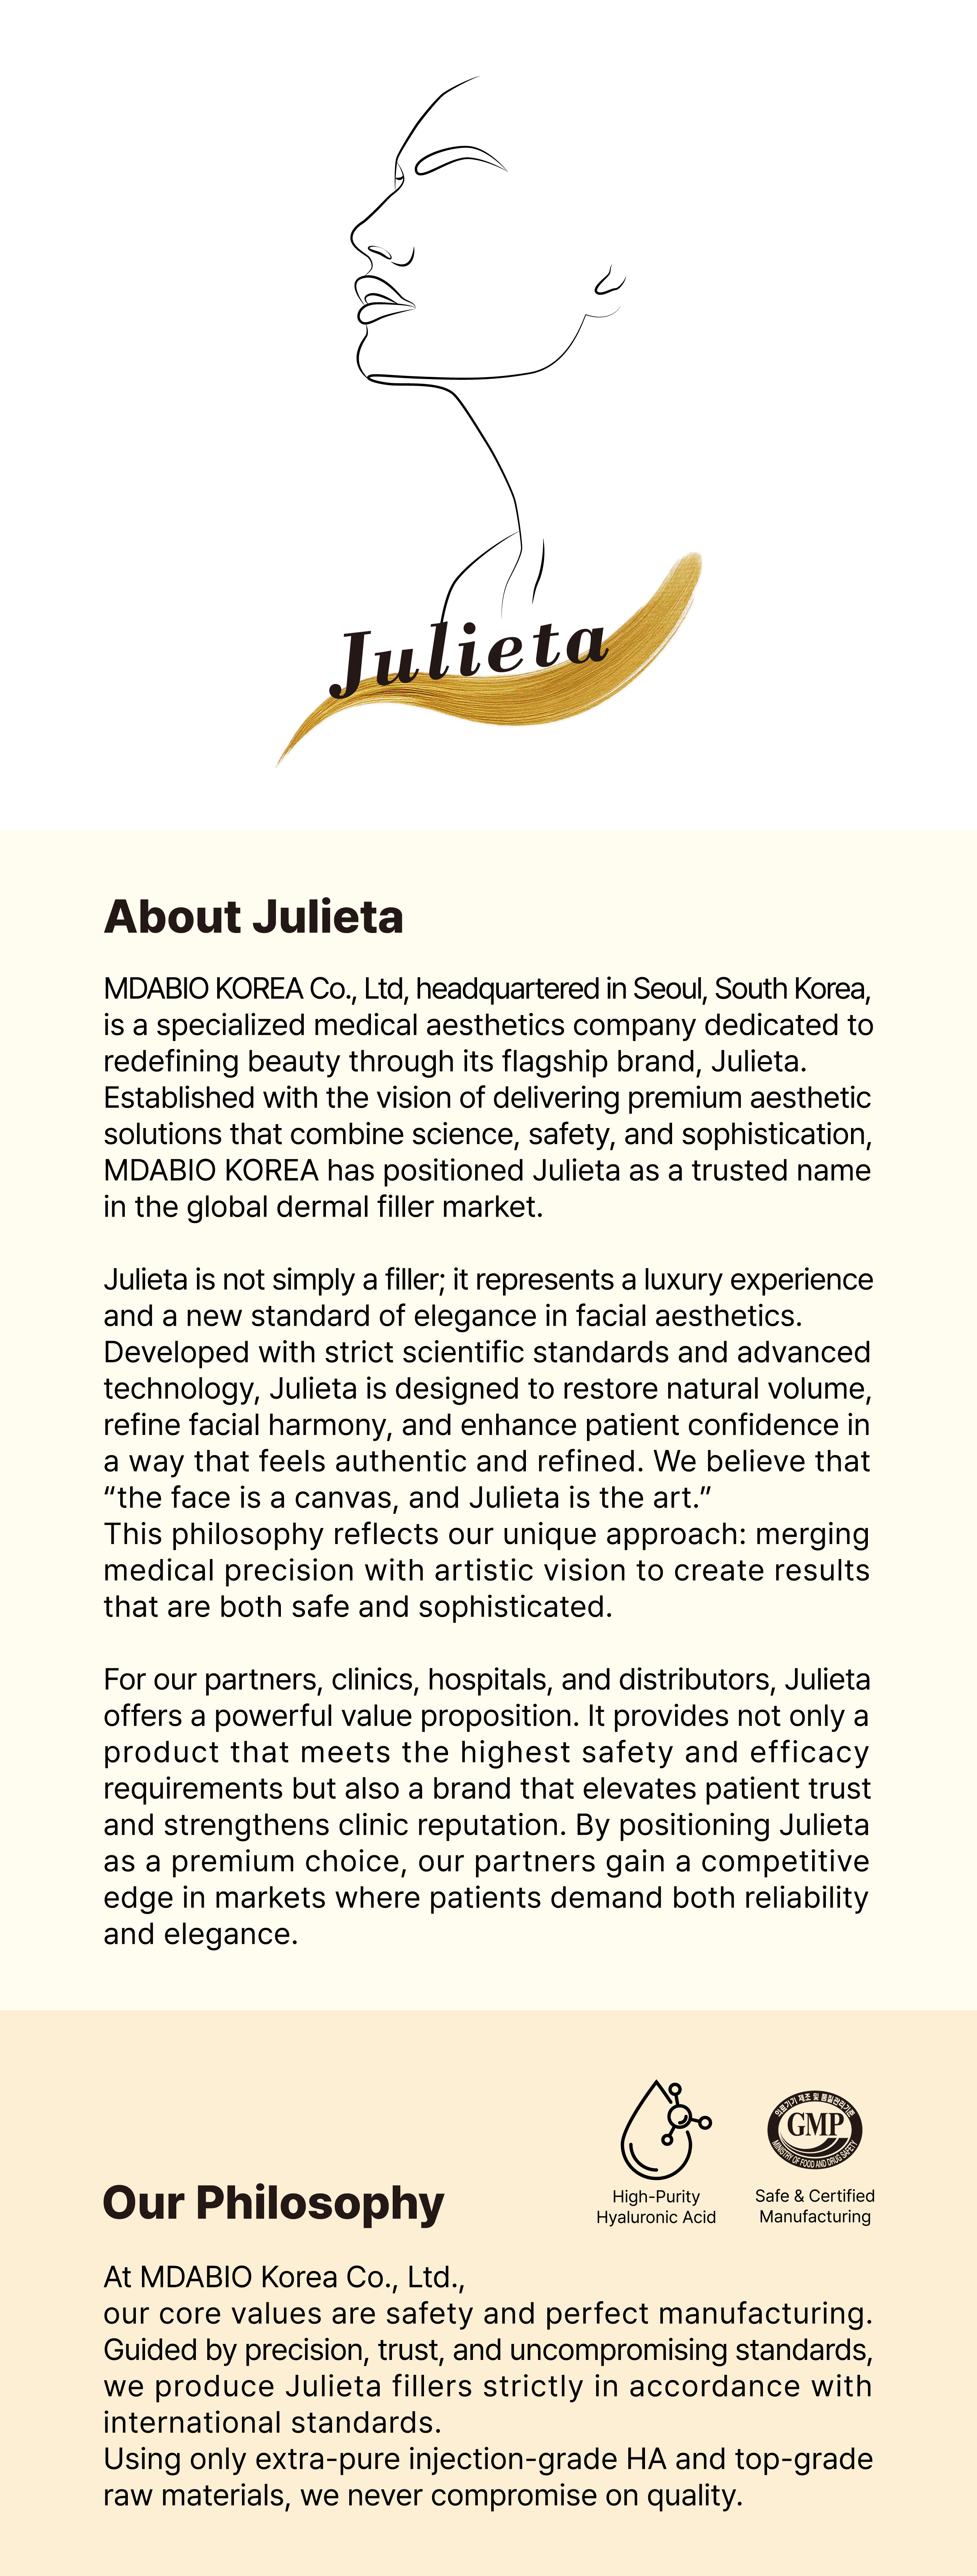 Julieta
About Julieta
MDABIO KOREA Co., Ltd, headquartered in Seoul, South Korea,
is a specialized medical aesthetics company dedicated to
redefining beauty through its flagship brand, Julieta.
Established with the vision of delivering premium aesthetic
solutions that combine science, safety, and sophistication,
MDABIO KOREA has positioned Julieta as a trusted name
in the global dermal filler market.
Julieta is not simply a filler; it represents a luxury experience
and a new standard of elegance in facial aesthetics.
Developed with strict scientific standards and advanced
technology, Julieta is designed to restore natural volume,
refine facial harmony, and enhance patient confidence in
a way that feels authentic and refined. We believe that
“the face is a canvas, and Julieta is the art.”
This philosophy reflects our unique approach: merging
medical precision with artistic vision to create results
that are both safe and sophisticated.
For our partners, clinics, hospitals, and distributors, Julieta
offers a powerful value proposition. It provides not only a
product that meets the highest safety and efficacy
requirements but also a brand that elevates patient trust
and strengthens clinic reputation. By positioning Julieta
as a premium choice, our partners gain a competitive
edge in markets where patients demand both reliability
and elegance.
의료기기 제조 및 품질관리기준
GMP
MINISTRY OF FOOD AND DRUG SAFETY
High-Purity
Hyaluronic Acid
Safe & Certified
Manufacturing
Our Philosophy
At MDABIO Korea Co., Ltd.,
our core values are safety and perfect manufacturing.
Guided by precision, trust, and uncompromising standards,
we produce Julieta fillers strictly in accordance with
international standards.
Using only extra-pure injection-grade HA and top-grade
raw materials, we never compromise on quality.